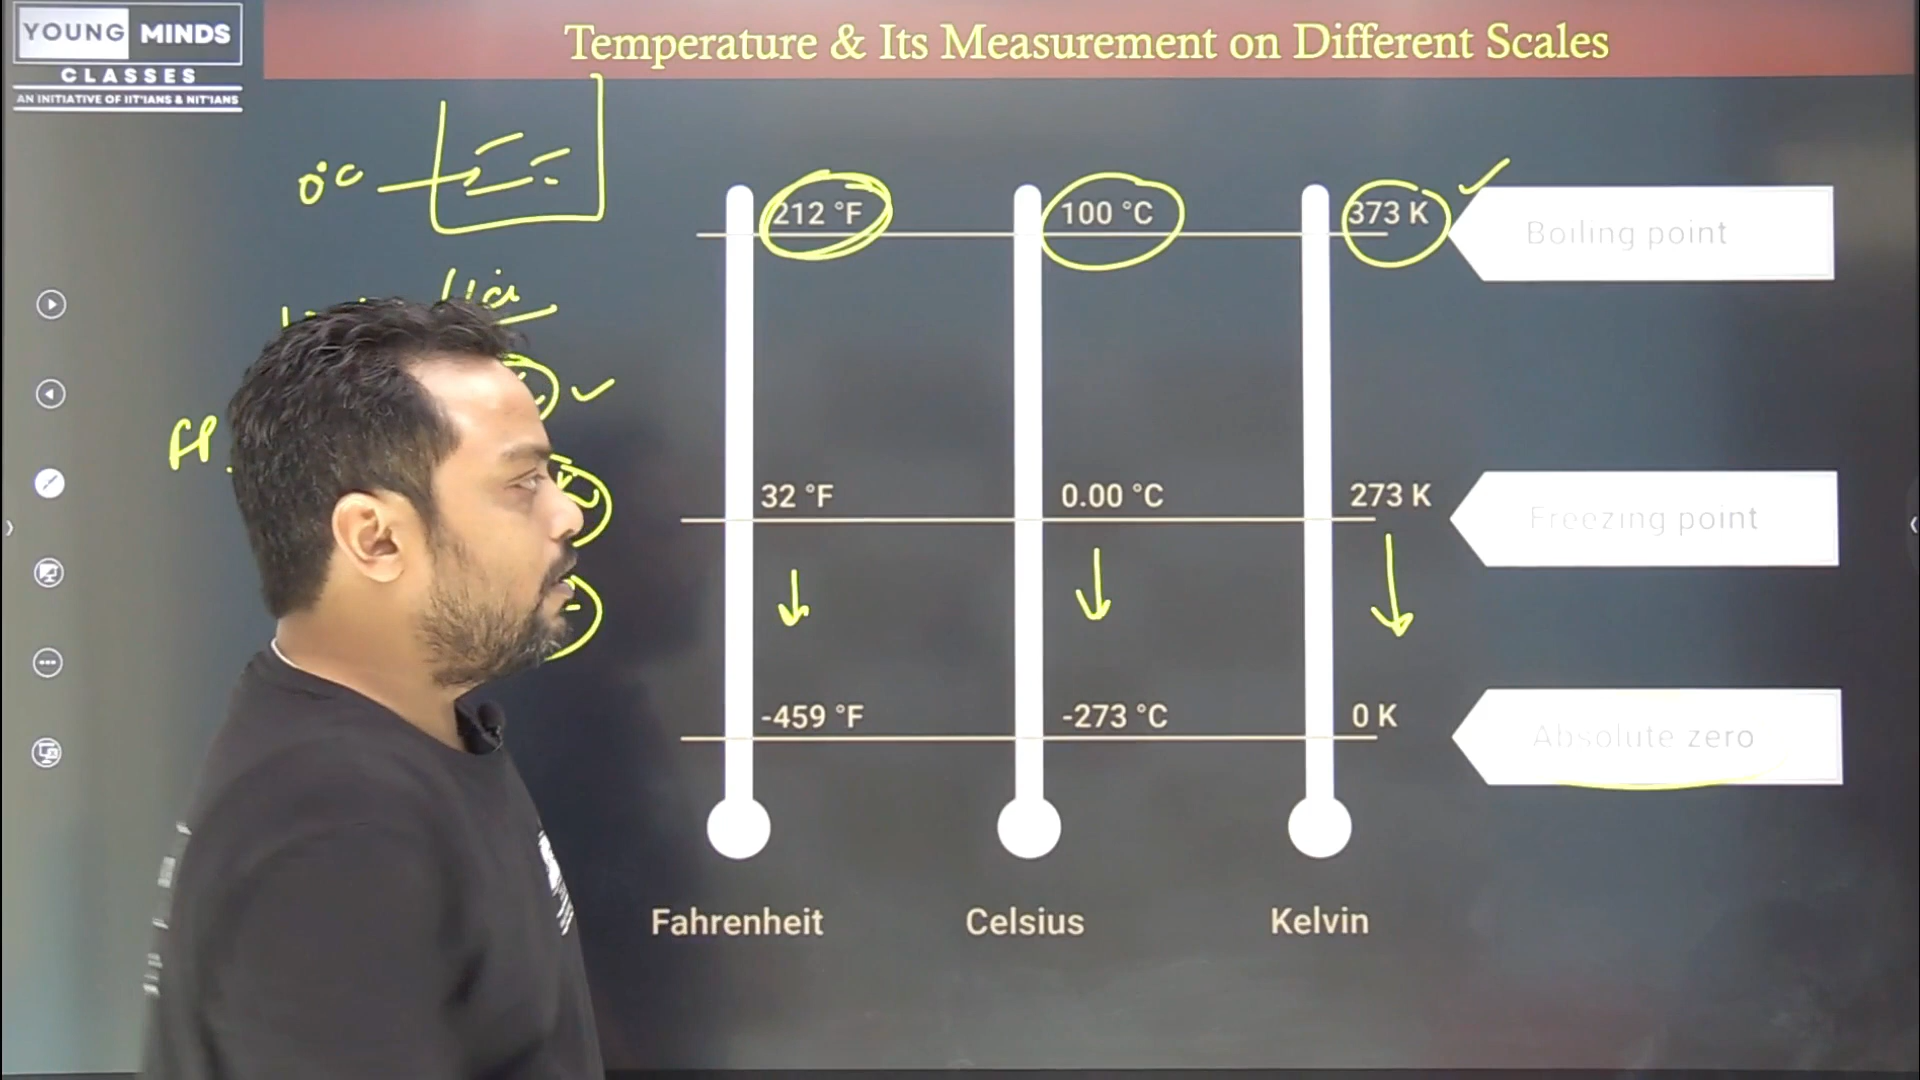 YOUNG MINDS
CLASSES
AN INITIATIVE OF IIT'IANS & NIT'IANS
Temperature & Its Measurement on Different Scales
0°C
212 °F
100 °C
373 K
Boiling point
32 °F
0.00 °C
273 K
Freezing point
-459 °F
-273 °C
0 K
Absolute zero
Fahrenheit
Celsius
Kelvin